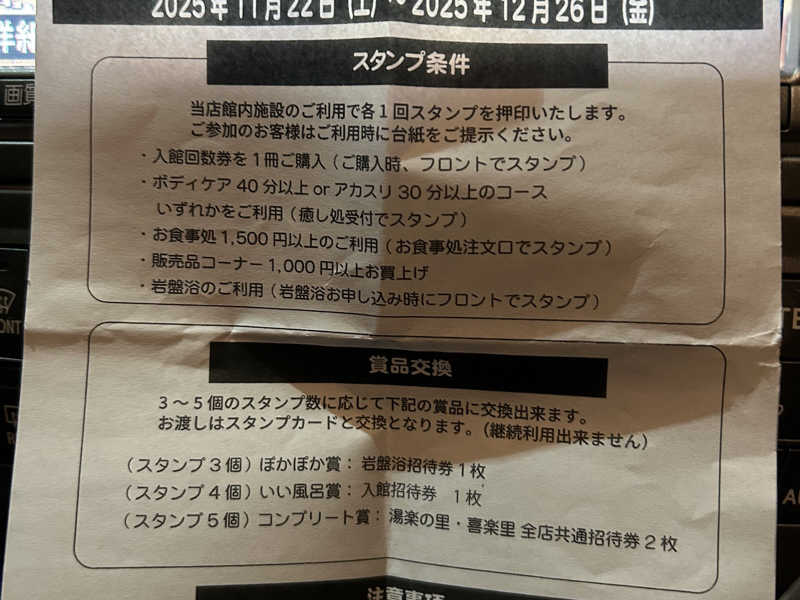 2025年11月22日（土）～2025年12月26日（金）
詳細
画質
スタンプ条件
当店館内施設のご利用で各１回スタンプを押印いたします。
ご参加のお客様はご利用時に台紙をご提示ください。
・入館回数券を１冊ご購入（ご購入時、フロントでスタンプ）
・ボディケア 40 分以上 or アカスリ 30 分以上のコース
いずれかをご利用（癒し処受付でスタンプ）
・お食事処 1,500 円以上のご利用（お食事処注文口でスタンプ）
・販売品コーナー 1,000 円以上お買上げ
・岩盤浴のご利用（岩盤浴お申し込み時にフロントでスタンプ）
賞品交換
３～５個のスタンプ数に応じて下記の賞品に交換出来ます。
お渡しはスタンプカードと交換となります。（継続利用出来ません）
（スタンプ３個）ぽかぽか賞： 岩盤浴招待券１枚
（スタンプ４個）いい風呂賞： 入館招待券　１枚
（スタンプ５個）コンプリート賞： 湯楽の里・喜楽里 全店共通招待券２枚
注意事項